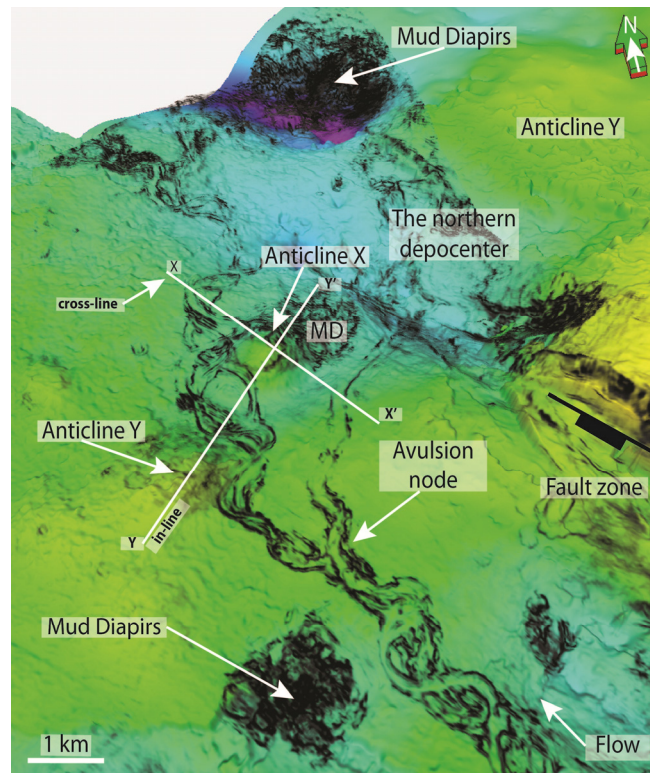 N
Mud Diapirs
Anticline Y
The northern
depocenter
Anticline X
X
Y'
cross-line
MD
X'
Anticline Y
Avulsion
node
Fault zone
Y
in-line
Mud Diapirs
1 km
Flow